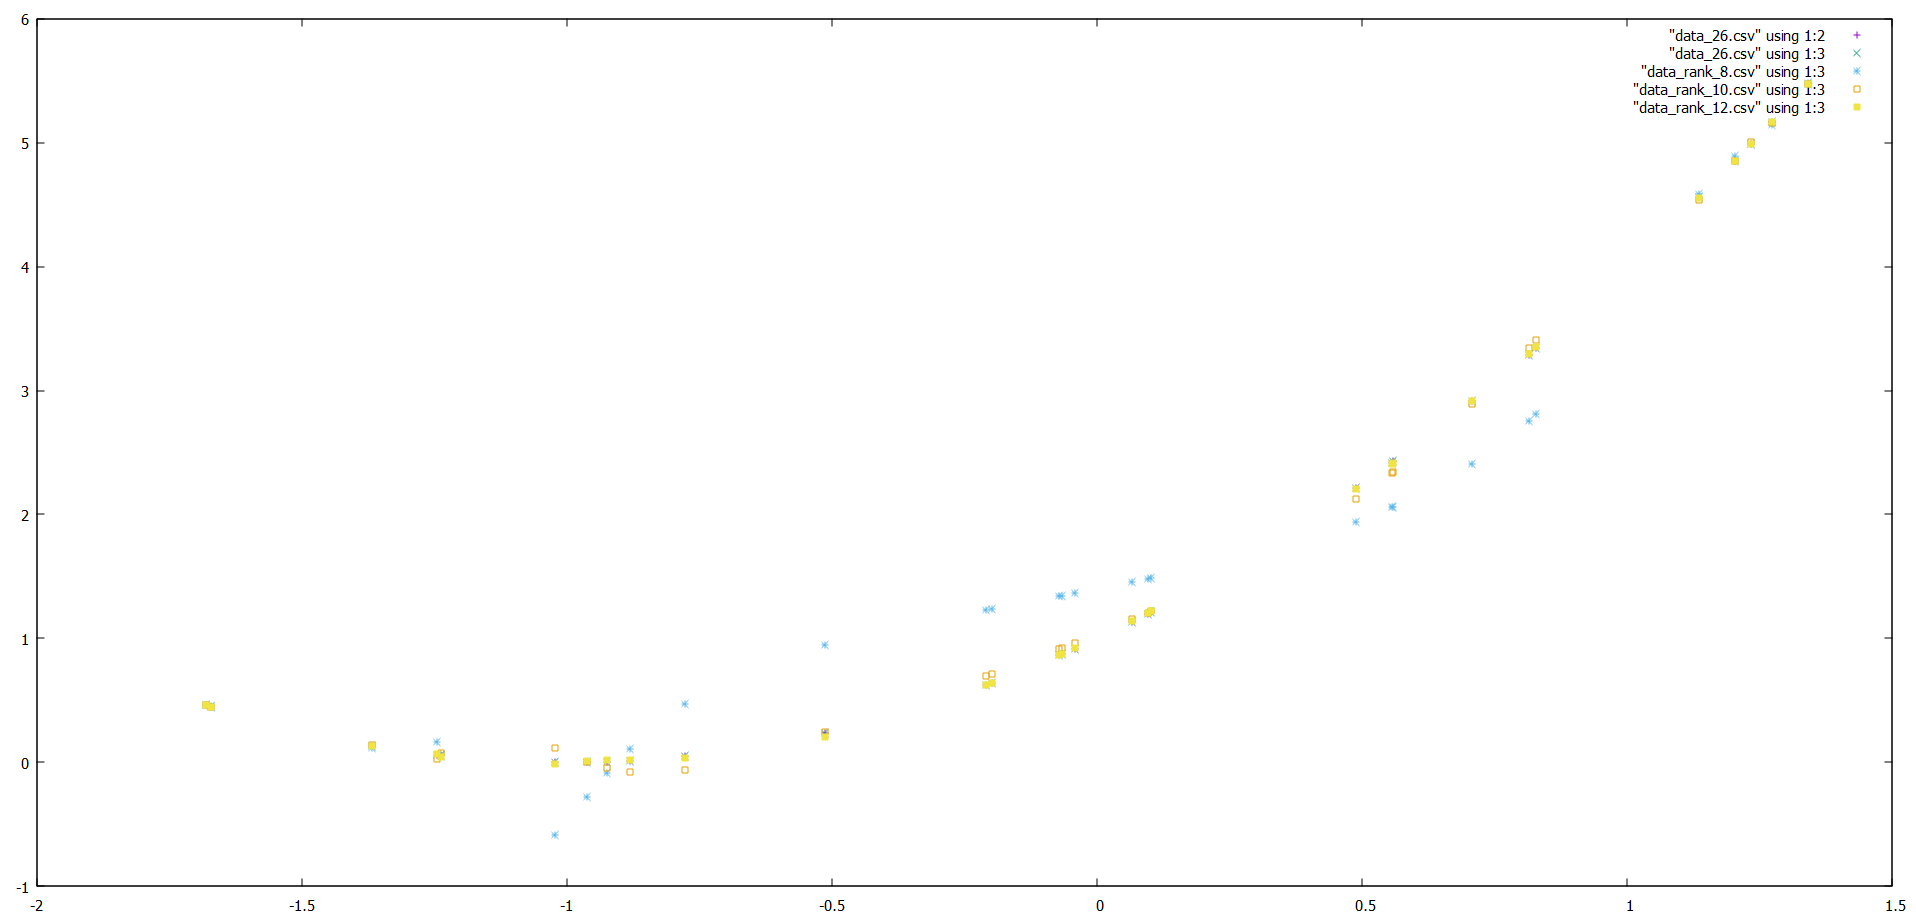 6
"data_26.csv" using 1:2
"data_26.csv" using 1:3
"data_rank_8.csv" using 1:3
"data_rank_10.csv" using 1:3
"data_rank_12.csv" using 1:3
5
4
3
2
1
0
-1
-2 -1.5 -1 -0.5 0 0.5 1 1.5